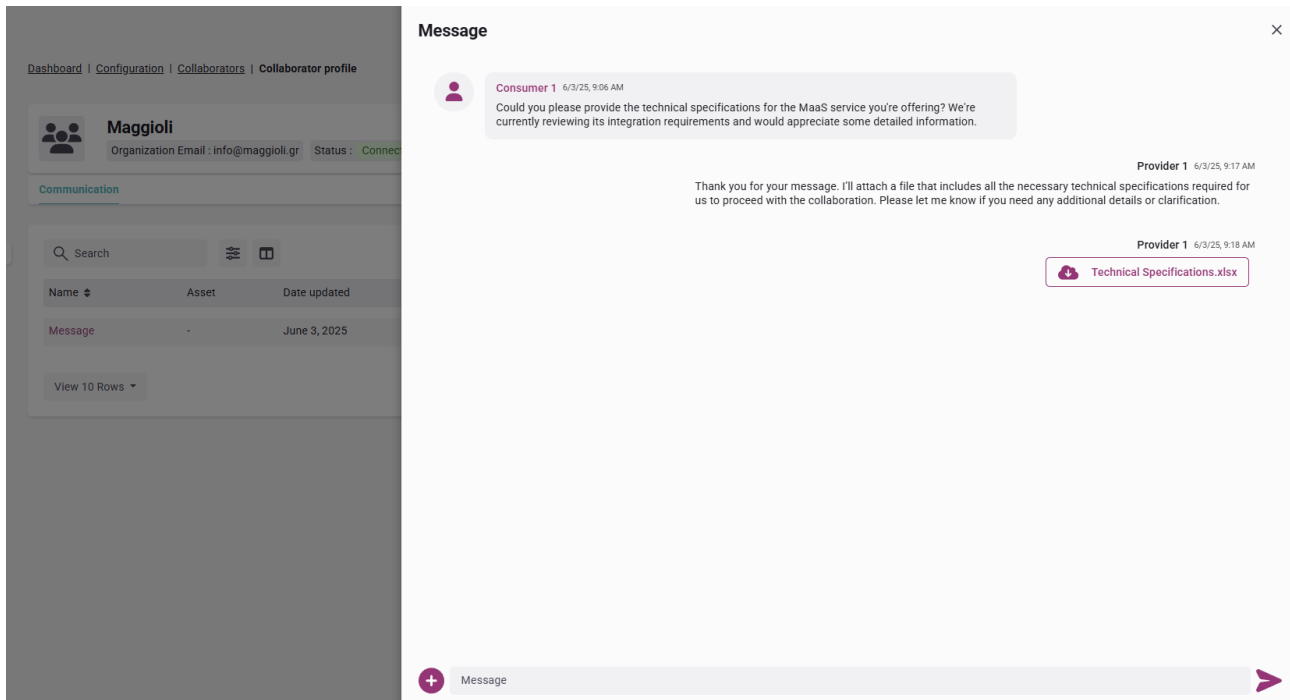 Dashboard | Configuration | Collaborators | Collaborator profile
Maggioli
Organization Email : info@maggioli.gr Status :
Communication
Search
Name Asset Date updated
Message - June 3, 2025
View 10 Rows
Message
Consumer 1 6/3/25, 9:06 AM
Could you please provide the technical specifications for the MaaS service you're offering? We're
currently reviewing its integration requirements and would appreciate some detailed information.
Provider 1 6/3/25, 9:17 AM
Thank you for your message. I'll attach a file that includes all the necessary technical specifications required for
us to proceed with the collaboration. Please let me know if you need any additional details or clarification.
Provider 1 6/3/25, 9:18 AM
Technical Specifications.xlsx
Message